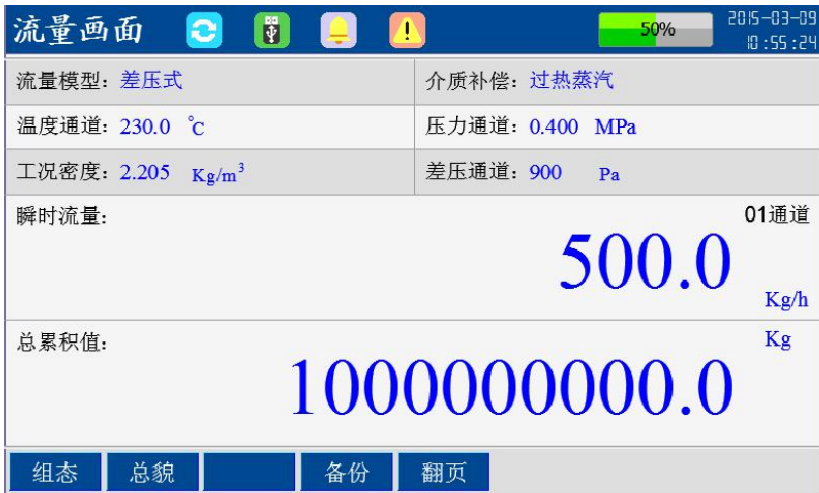 流量画面 50% 2015-03-09
10:55:24
流量模型：差压式 介质补偿：过热蒸汽
温度通道：230.0 ℃ 压力通道：0.400 MPa
工况密度：2.205 Kg/m³ 差压通道：900 Pa
瞬时流量： 01通道
500.0 Kg/h
总累积值： Kg
1000000000.0
组态 总貌 备份 翻页